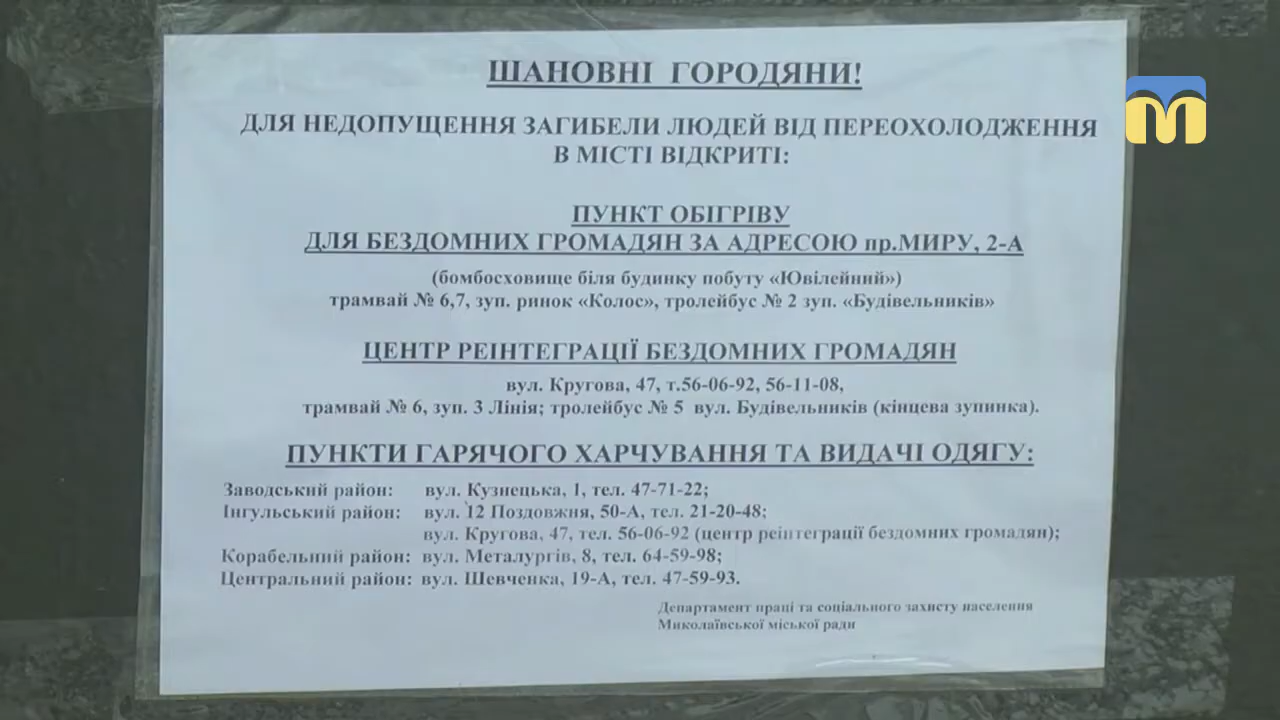 ШАНОВНІ ГОРОДЯНИ!
ДЛЯ НЕДОПУЩЕННЯ ЗАГИБЕЛИ ЛЮДЕЙ ВІД ПЕРЕОХОЛОДЖЕННЯ
В МІСТІ ВІДКРИТІ:
ПУНКТ ОБІГРІВУ
ДЛЯ БЕЗДОМНИХ ГРОМАДЯН ЗА АДРЕСОЮ пр.МИРУ, 2-А
(бомбосховище біля будинку побуту «Ювілейний»)
трамвай № 6,7, зуп. ринок «Колос», тролейбус № 2 зуп. «Будівельників»
ЦЕНТР РЕІНТЕГРАЦІЇ БЕЗДОМНИХ ГРОМАДЯН
вул. Кругова, 47, т.56-06-92, 56-11-08,
трамвай № 6, зуп. 3 Лінія; тролейбус № 5 вул. Будівельників (кінцева зупинка).
ПУНКТИ ГАРЯЧОГО ХАРЧУВАННЯ ТА ВИДАЧІ ОДЯГУ:
Заводський район: вул. Кузнецька, 1, тел. 47-71-22;
Інгульський район: вул. 12 Поздовжня, 50-А, тел. 21-20-48;
вул. Кругова, 47, тел. 56-06-92 (центр реінтеграції бездомних громадян);
Корабельний район: вул. Металургів, 8, тел. 64-59-98;
Центральний район: вул. Шевченка, 19-А, тел. 47-59-93.
Департамент праці та соціального захисту населення
Миколаївської міської ради